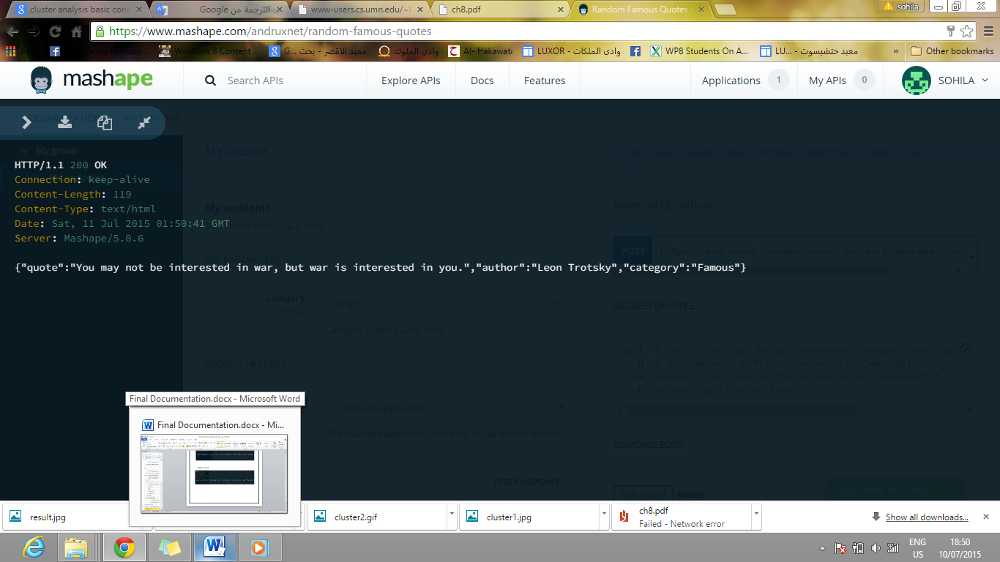 cluster analysis basic conc
الترجمة من Google
www-users.cs.umn.edu/~k
ch8.pdf
Random Famous Quotes A
sohila
https://www.mashape.com/andruxnet/random-famous-quotes
Windows 8 Content ...
G... معبد الاقصر - بحث
وادى الملوك
Al- Hakawati
LUXOR - وادى الملكات
WP8 Students On A...
LU... - معبد حتشبسوت
»
Other bookmarks
mashape
Search APIs
Explore APIs
Docs
Features
Applications 1
My APIs 0
SOHILA
My group
MY GROUP
HTTP/1.1 200 OK
Connection: keep-alive
Content-Length: 119
Content-Type: text/html
Date: Sat, 11 Jul 2015 01:50:41 GMT
Server: Mashape/5.0.6
{"quote":"You may not be interested in war, but war is interested in you.","author":"Leon Trotsky","category":"Famous"}
My endpoint
ENDPOINT DEFINITION
POST
https://andruxnet-random-famous-quotes.p.mashape.com/
category
STRING
angry
Category to pull quotes from
REQUEST HEADERS
REQUEST EXAMPLE
Default Application
The Mashape application you want to use for this session.
RESPONSE BODY
TEST ENDPOINT
Model
Final Documentation.docx - Microsoft Word
Final Documentation.docx - Mi...
result.jpg
cluster2.gif
cluster1.jpg
ch8.pdf
Failed - Network error
Show all downloads...
ENG
US
18:50
10/07/2015